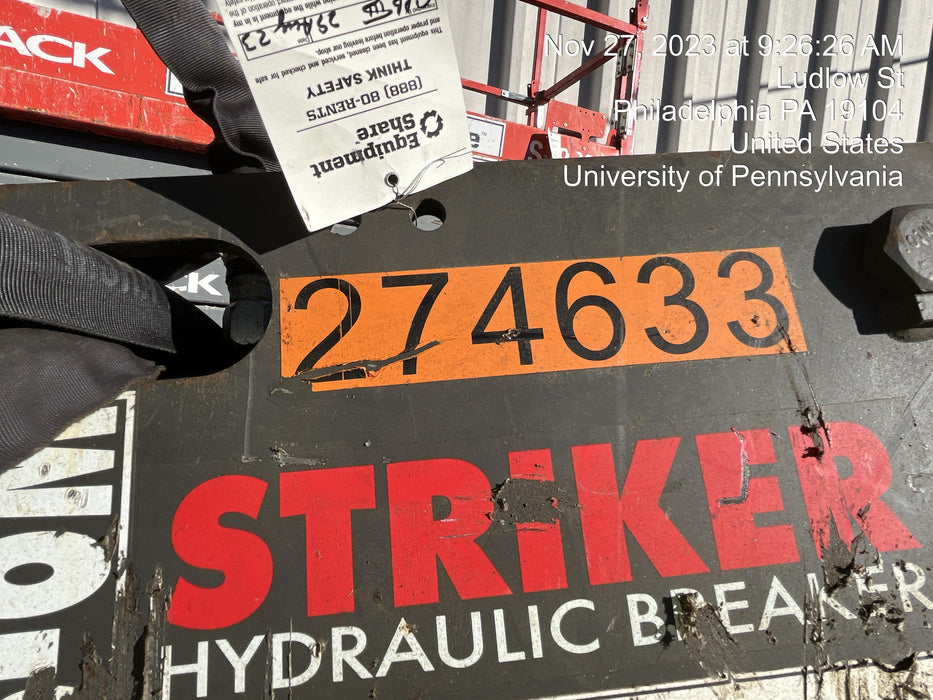 Nov 27, 2023 at 9:26:26 AM
Ludlow St
Philadelphia PA 19104
United States
University of Pennsylvania
ACK
Equipment
Share
(888) 80-RENTS
THINK SAFETY
This equipment has been cleaned, serviced and checked for safe
and proper operation before leaving our shop.
CK
274633
STRIKER
HYDRAULIC BREAKER